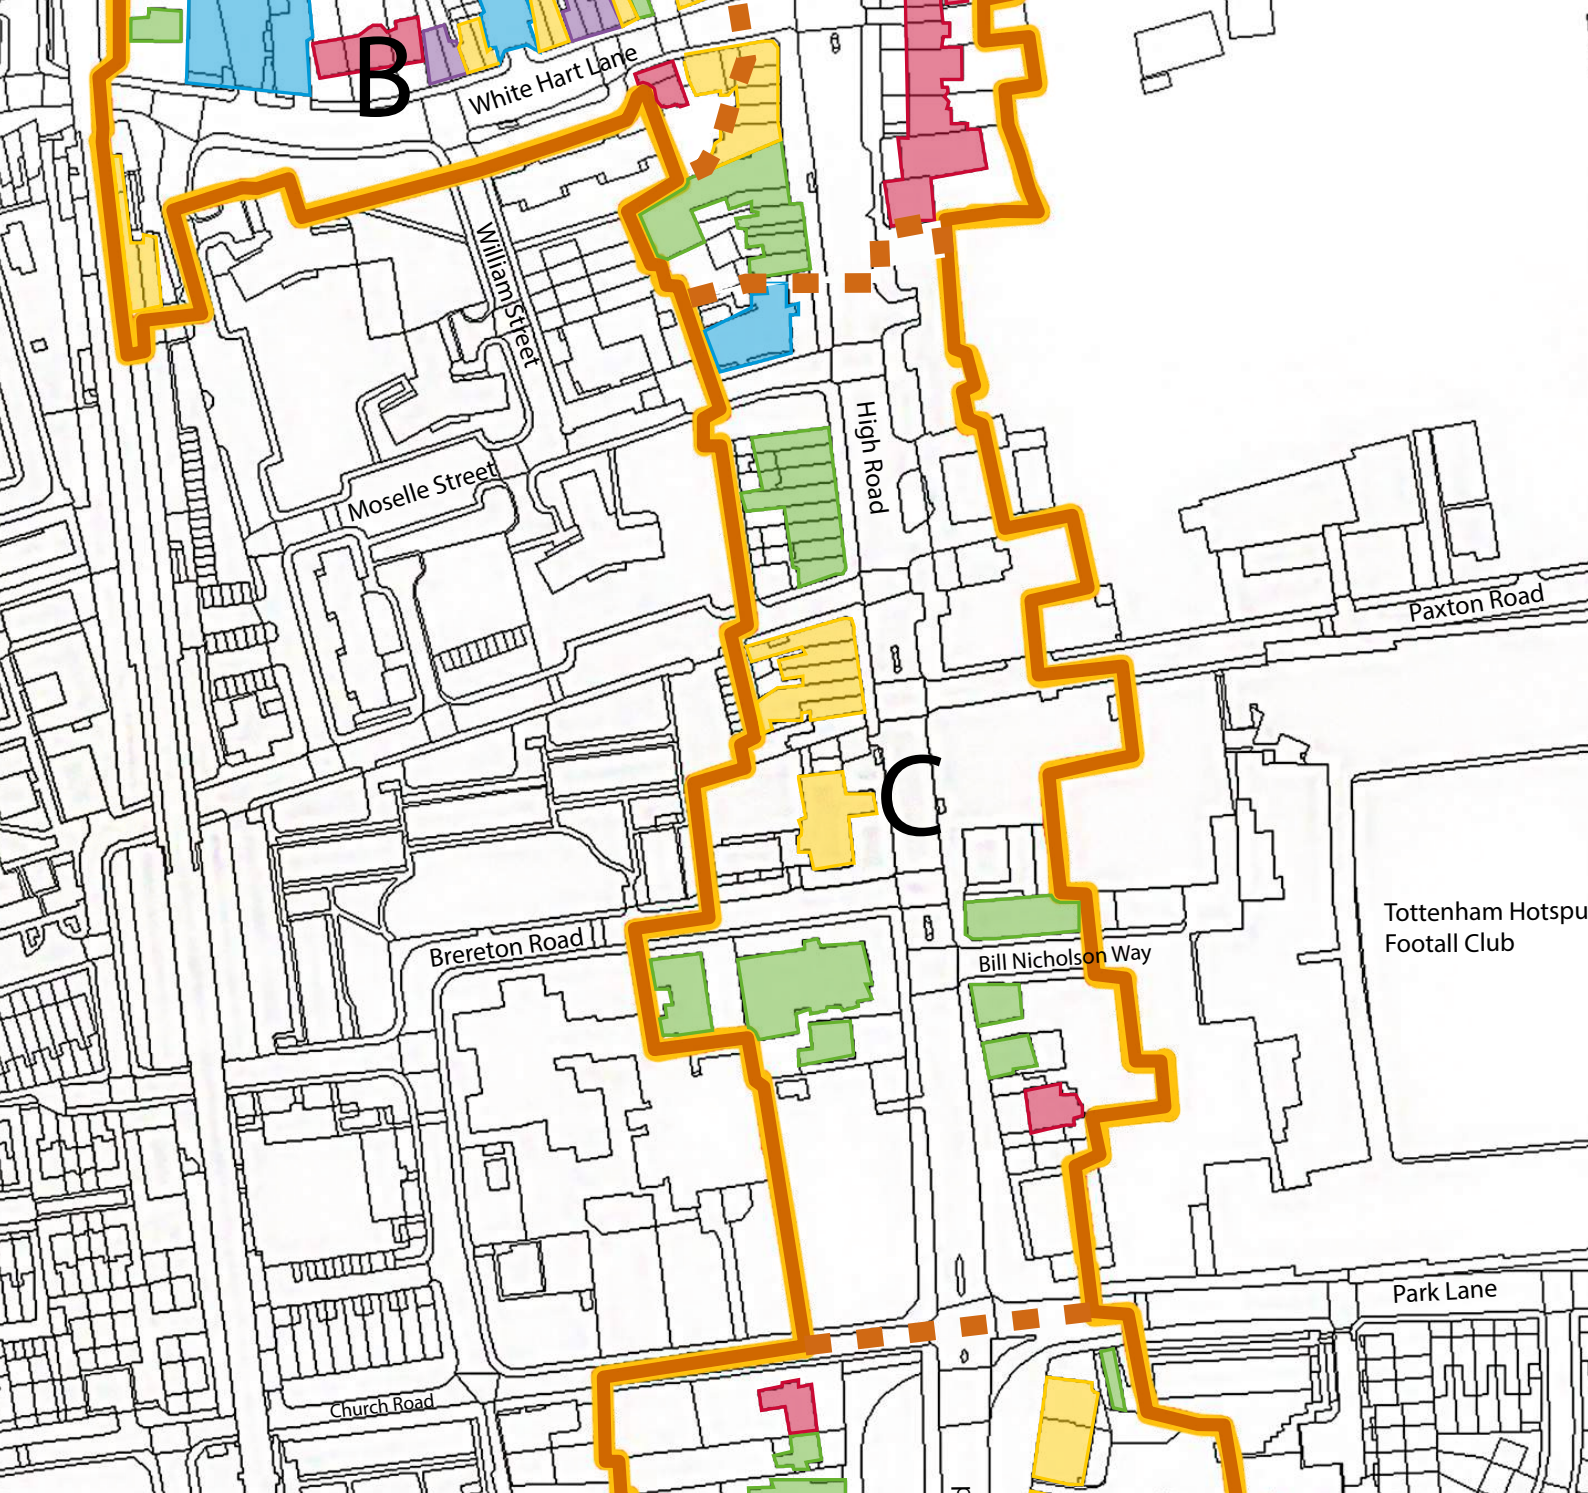 B
White Hart Lane
William Street
High Road
Moselle Street
Paxton Road
C
Tottenham Hotspu
Footall Club
Brereton Road
Bill Nicholson Way
Park Lane
Church Road